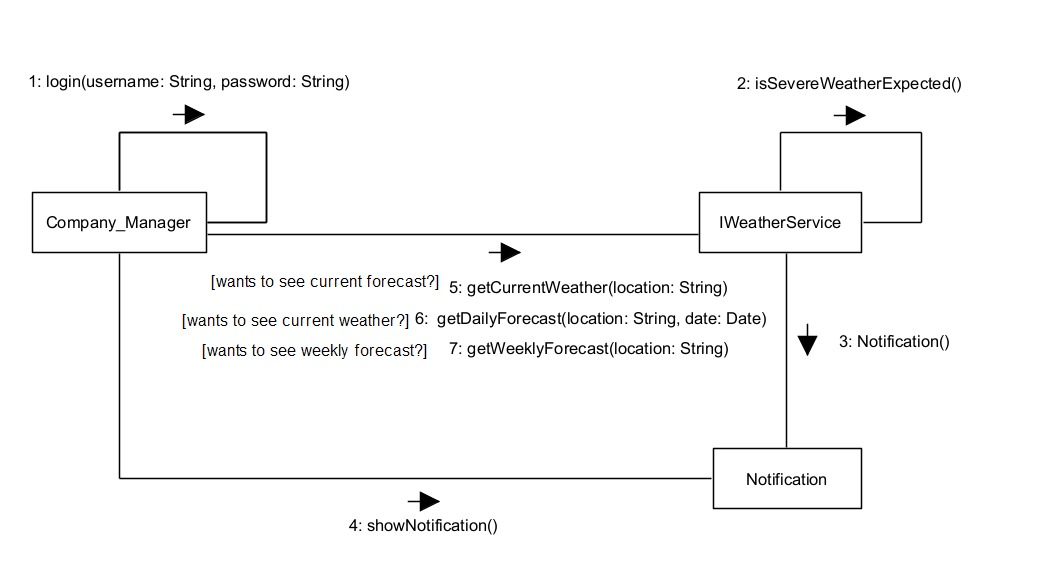 1: login(username: String, password: String)
2: isSevereWeatherExpected()
Company_Manager
IWeatherService
[wants to see current forecast?] 5: getCurrentWeather(location: String)
[wants to see current weather?] 6: getDailyForecast(location: String, date: Date)
[wants to see weekly forecast?] 7: getWeeklyForecast(location: String)
3: Notification()
Notification
4: showNotification()